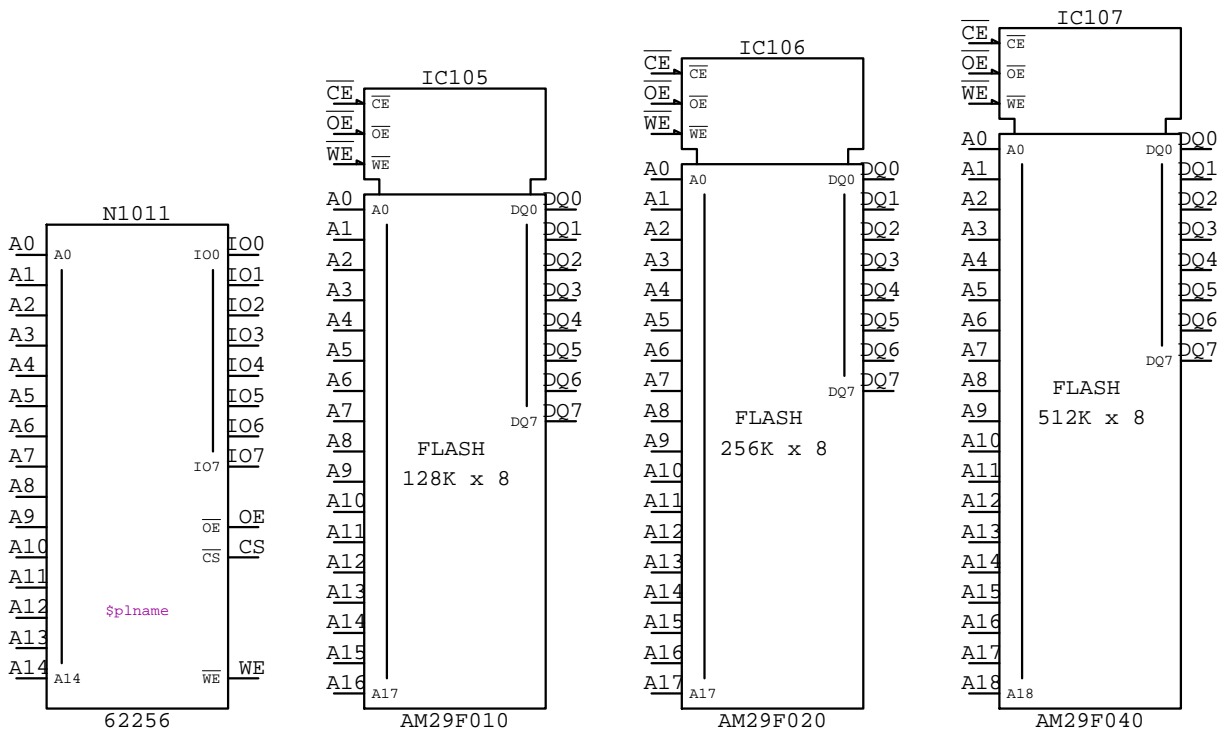 N1011
A0
A1
A2
A3
A4
A5
A6
A7
A8
A9
A10
A11
A12
A13
A14
A0
A14
IO0
IO7
OE
CS
WE
IO0
IO1
IO2
IO3
IO4
IO5
IO6
IO7
OE
CS
WE
$plname
62256
IC105
CE
OE
WE
CE
OE
WE
A0
A1
A2
A3
A4
A5
A6
A7
A8
A9
A10
A11
A12
A13
A14
A15
A16
A0
A17
DQ0
DQ7
DQ0
DQ1
DQ2
DQ3
DQ4
DQ5
DQ6
DQ7
FLASH
128K x 8
AM29F010
IC106
CE
OE
WE
CE
OE
WE
A0
A1
A2
A3
A4
A5
A6
A7
A8
A9
A10
A11
A12
A13
A14
A15
A16
A17
A0
A17
DQ0
DQ7
DQ0
DQ1
DQ2
DQ3
DQ4
DQ5
DQ6
DQ7
FLASH
256K x 8
AM29F020
IC107
CE
OE
WE
CE
OE
WE
A0
A1
A2
A3
A4
A5
A6
A7
A8
A9
A10
A11
A12
A13
A14
A15
A16
A17
A18
A0
A18
DQ0
DQ7
DQ0
DQ1
DQ2
DQ3
DQ4
DQ5
DQ6
DQ7
FLASH
512K x 8
AM29F040